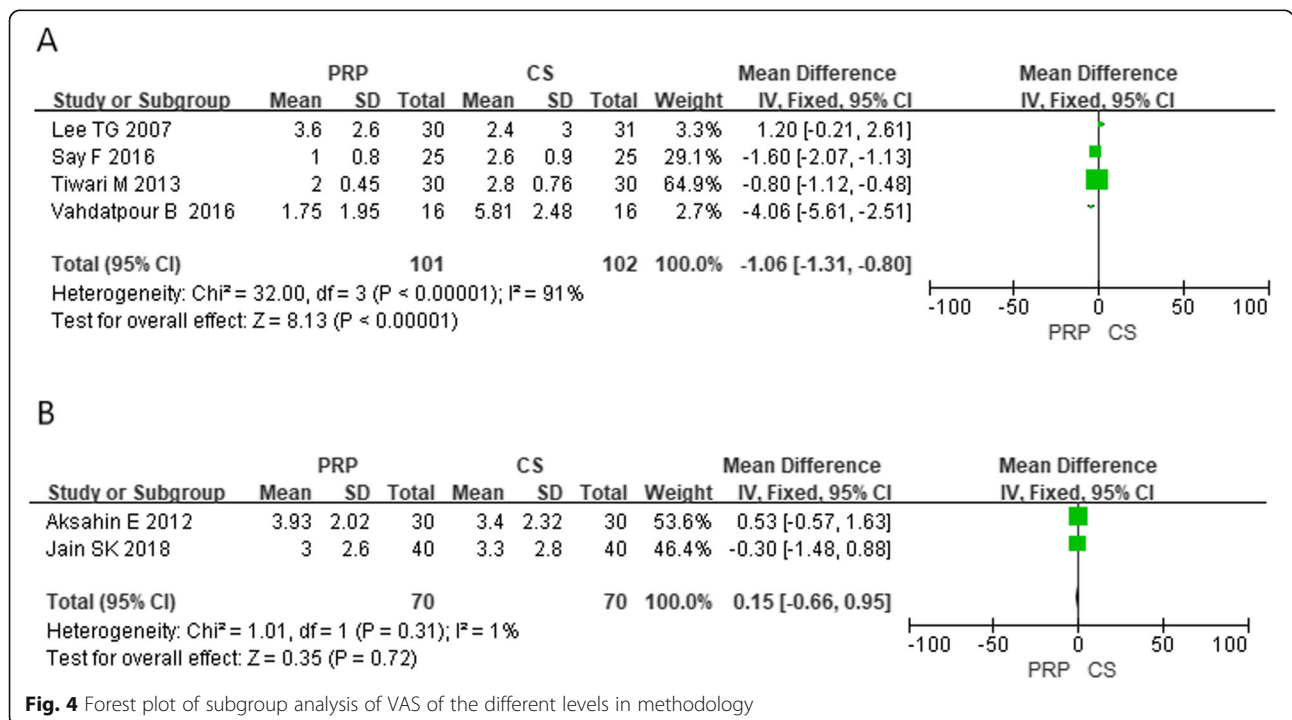 A
PRP CS Mean Difference Mean Difference
Study or Subgroup Mean SD Total Mean SD Total Weight IV, Fixed, 95% CI IV, Fixed, 95% CI
Lee TG 2007 3.6 2.6 30 2.4 3 31 3.3% 1.20 [-0.21, 2.61]
Say F 2016 1 0.8 25 2.6 0.9 25 29.1% -1.60 [-2.07, -1.13]
Tiwari M 2013 2 0.45 30 2.8 0.76 30 64.9% -0.80 [-1.12, -0.48]
Vahdatpour B 2016 1.75 1.95 16 5.81 2.48 16 2.7% -4.06 [-5.61, -2.51]
Total (95% CI) 101 102 100.0% -1.06 [-1.31, -0.80]
Heterogeneity: Chi² = 32.00, df = 3 (P < 0.00001); I² = 91%
Test for overall effect: Z = 8.13 (P < 0.00001)
-100 -50 0 50 100
PRP CS
B
PRP CS Mean Difference Mean Difference
Study or Subgroup Mean SD Total Mean SD Total Weight IV, Fixed, 95% CI IV, Fixed, 95% CI
Aksahin E 2012 3.93 2.02 30 3.4 2.32 30 53.6% 0.53 [-0.57, 1.63]
Jain SK 2018 3 2.6 40 3.3 2.8 40 46.4% -0.30 [-1.48, 0.88]
Total (95% CI) 70 70 100.0% 0.15 [-0.66, 0.95]
Heterogeneity: Chi² = 1.01, df = 1 (P = 0.31); I² = 1%
Test for overall effect: Z = 0.35 (P = 0.72)
-100 -50 0 50 100
PRP CS
Fig. 4 Forest plot of subgroup analysis of VAS of the different levels in methodology